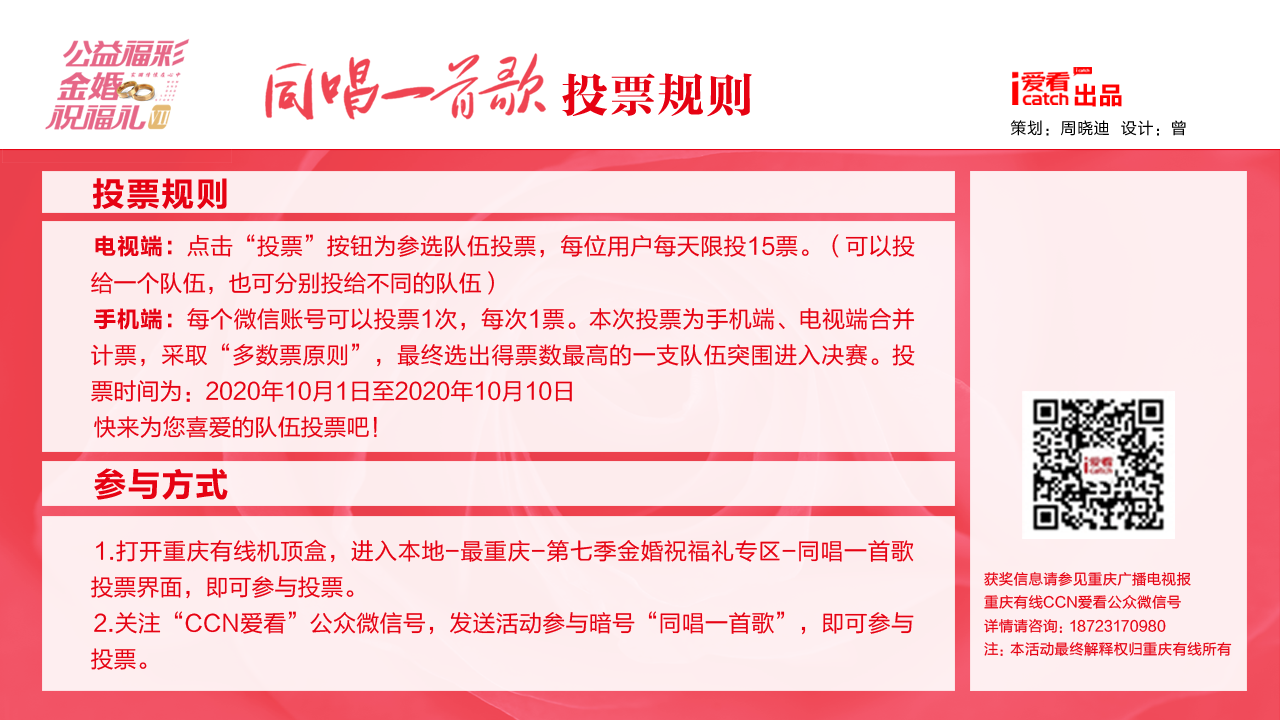 公益福彩
金婚
祝福礼 VII
同唱一首歌 投票规则
i爱看
catch 出品
策划：周晓迪 设计：曾
投票规则
电视端：点击“投票”按钮为参选队伍投票，每位用户每天限投15票。（可以投
给一个队伍，也可分别投给不同的队伍）
手机端：每个微信账号可以投票1次，每次1票。本次投票为手机端、电视端合并
计票，采取“多数票原则”，最终选出得票数最高的一支队伍突围进入决赛。投
票时间为：2020年10月1日至2020年10月10日
快来为您喜爱的队伍投票吧！
参与方式
1.打开重庆有线机顶盒，进入本地-最重庆-第七季金婚祝福礼专区-同唱一首歌
投票界面，即可参与投票。
2.关注“CCN爱看”公众微信号，发送活动参与暗号“同唱一首歌”，即可参与
投票。
i爱看
catch
获奖信息请参见重庆广播电视报
重庆有线CCN爱看公众微信号
详情请咨询：18723170980
注：本活动最终解释权归重庆有线所有